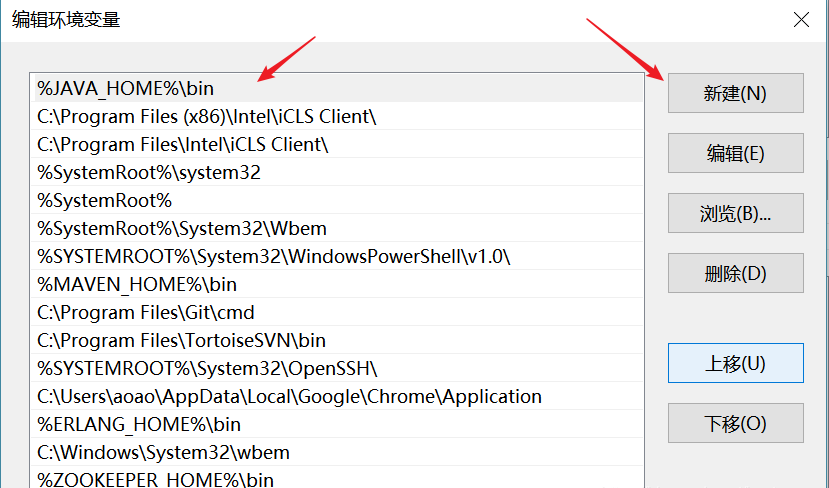 编辑环境变量
%JAVA_HOME%\bin
C:\Program Files (x86)\Intel\iCLS Client\
C:\Program Files\Intel\iCLS Client\
%SystemRoot%\system32
%SystemRoot%
%SystemRoot%\System32\Wbem
%SYSTEMROOT%\System32\WindowsPowerShell\v1.0\
%MAVEN_HOME%\bin
C:\Program Files\Git\cmd
C:\Program Files\TortoiseSVN\bin
%SYSTEMROOT%\System32\OpenSSH\
C:\Users\aoao\AppData\Local\Google\Chrome\Application
%ERLANG_HOME%\bin
C:\Windows\System32\wbem
%ZOOKEEPER_HOME%\bin
新建(N)
编辑(E)
浏览(B)...
删除(D)
上移(U)
下移(O)